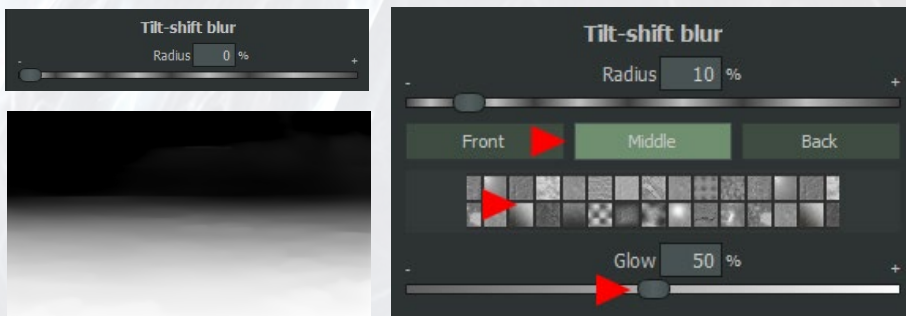 Tilt-shift blur
Radius 0 %
- +
Tilt-shift blur
Radius 10 %
- +
Front Middle Back
Glow 50 %
- +